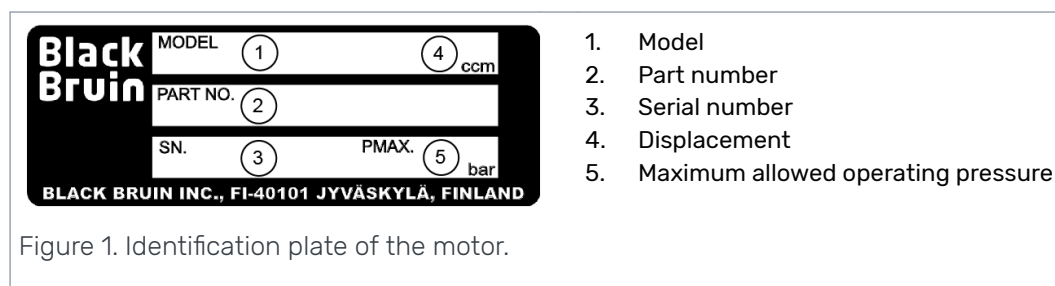 Black
Bruin
MODEL 1 4 ccm
PART NO. 2
SN. 3 PMAX. 5 bar
BLACK BRUIN INC., FI-40101 JYVÄSKYLÄ, FINLAND
1. Model
2. Part number
3. Serial number
4. Displacement
5. Maximum allowed operating pressure
Figure 1. Identification plate of the motor.